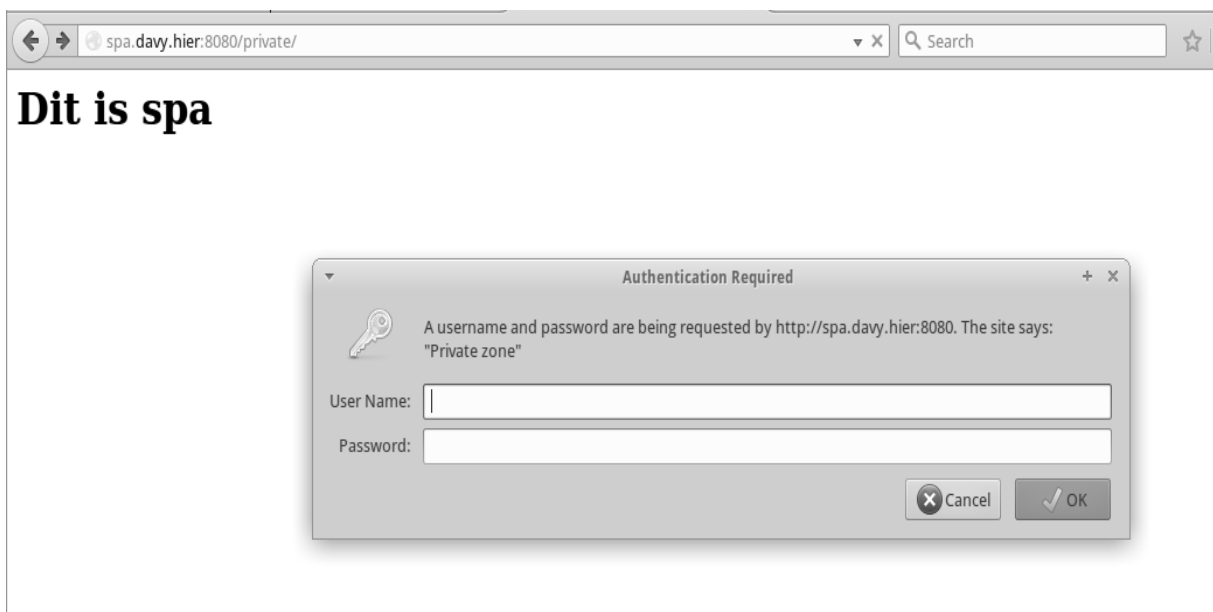 spa.davy.hier:8080/private/
Search
Dit is spa
Authentication Required
A username and password are being requested by http://spa.davy.hier:8080. The site says:
"Private zone"
User Name:
Password:
Cancel
OK